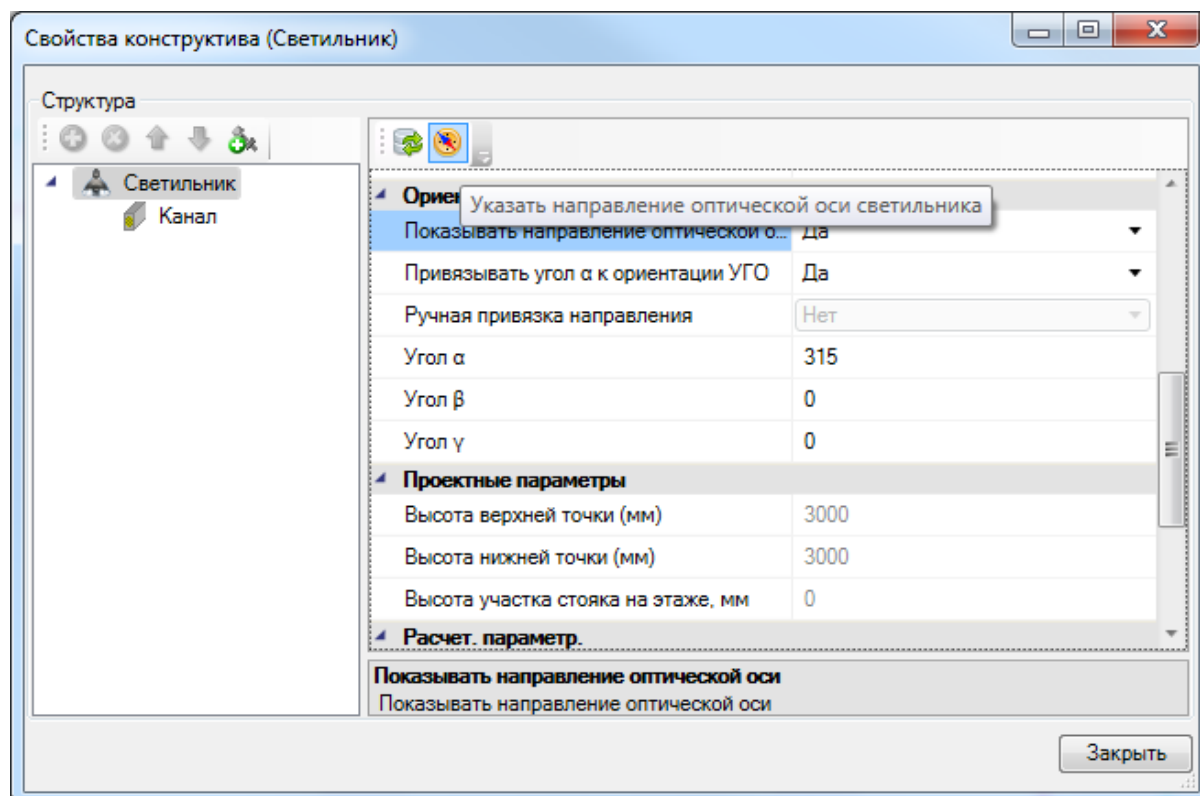 Свойства конструктива (Светильник)
Структура
Светильник
Канал
Указать направление оптической оси светильника
Показывать направление оптической о... Да
Привязывать угол α к ориентации УГО Да
Ручная привязка направления Нет
Угол α 315
Угол β 0
Угол γ 0
Проектные параметры
Высота верхней точки (мм) 3000
Высота нижней точки (мм) 3000
Высота участка стояка на этаже, мм 0
Расчет. параметр.
Показывать направление оптической оси
Показывать направление оптической оси
Закрыть